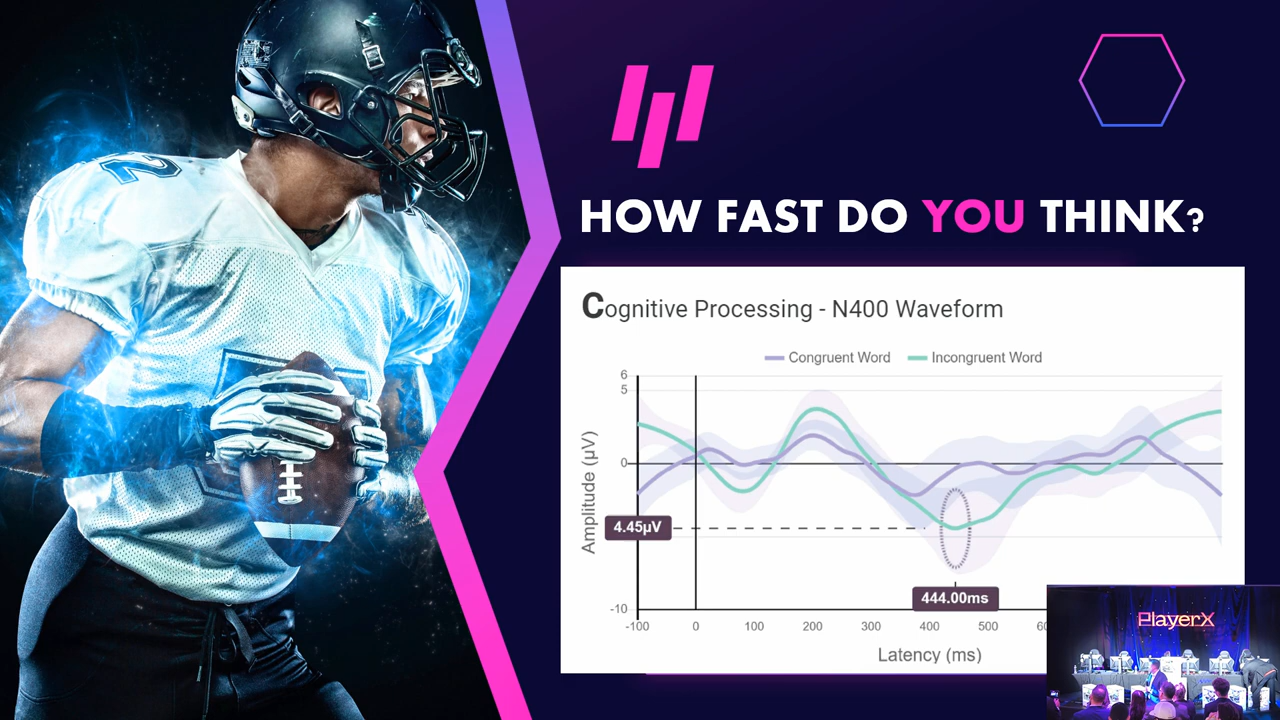 HOW FAST DO YOU THINK?
Cognitive Processing - N400 Waveform
Congruent Word Incongruent Word
6
5
0
-10
Amplitude (µV)
4.45µV
444.00ms
-100 0 100 200 300 400 500
Latency (ms)
PlayerX
2